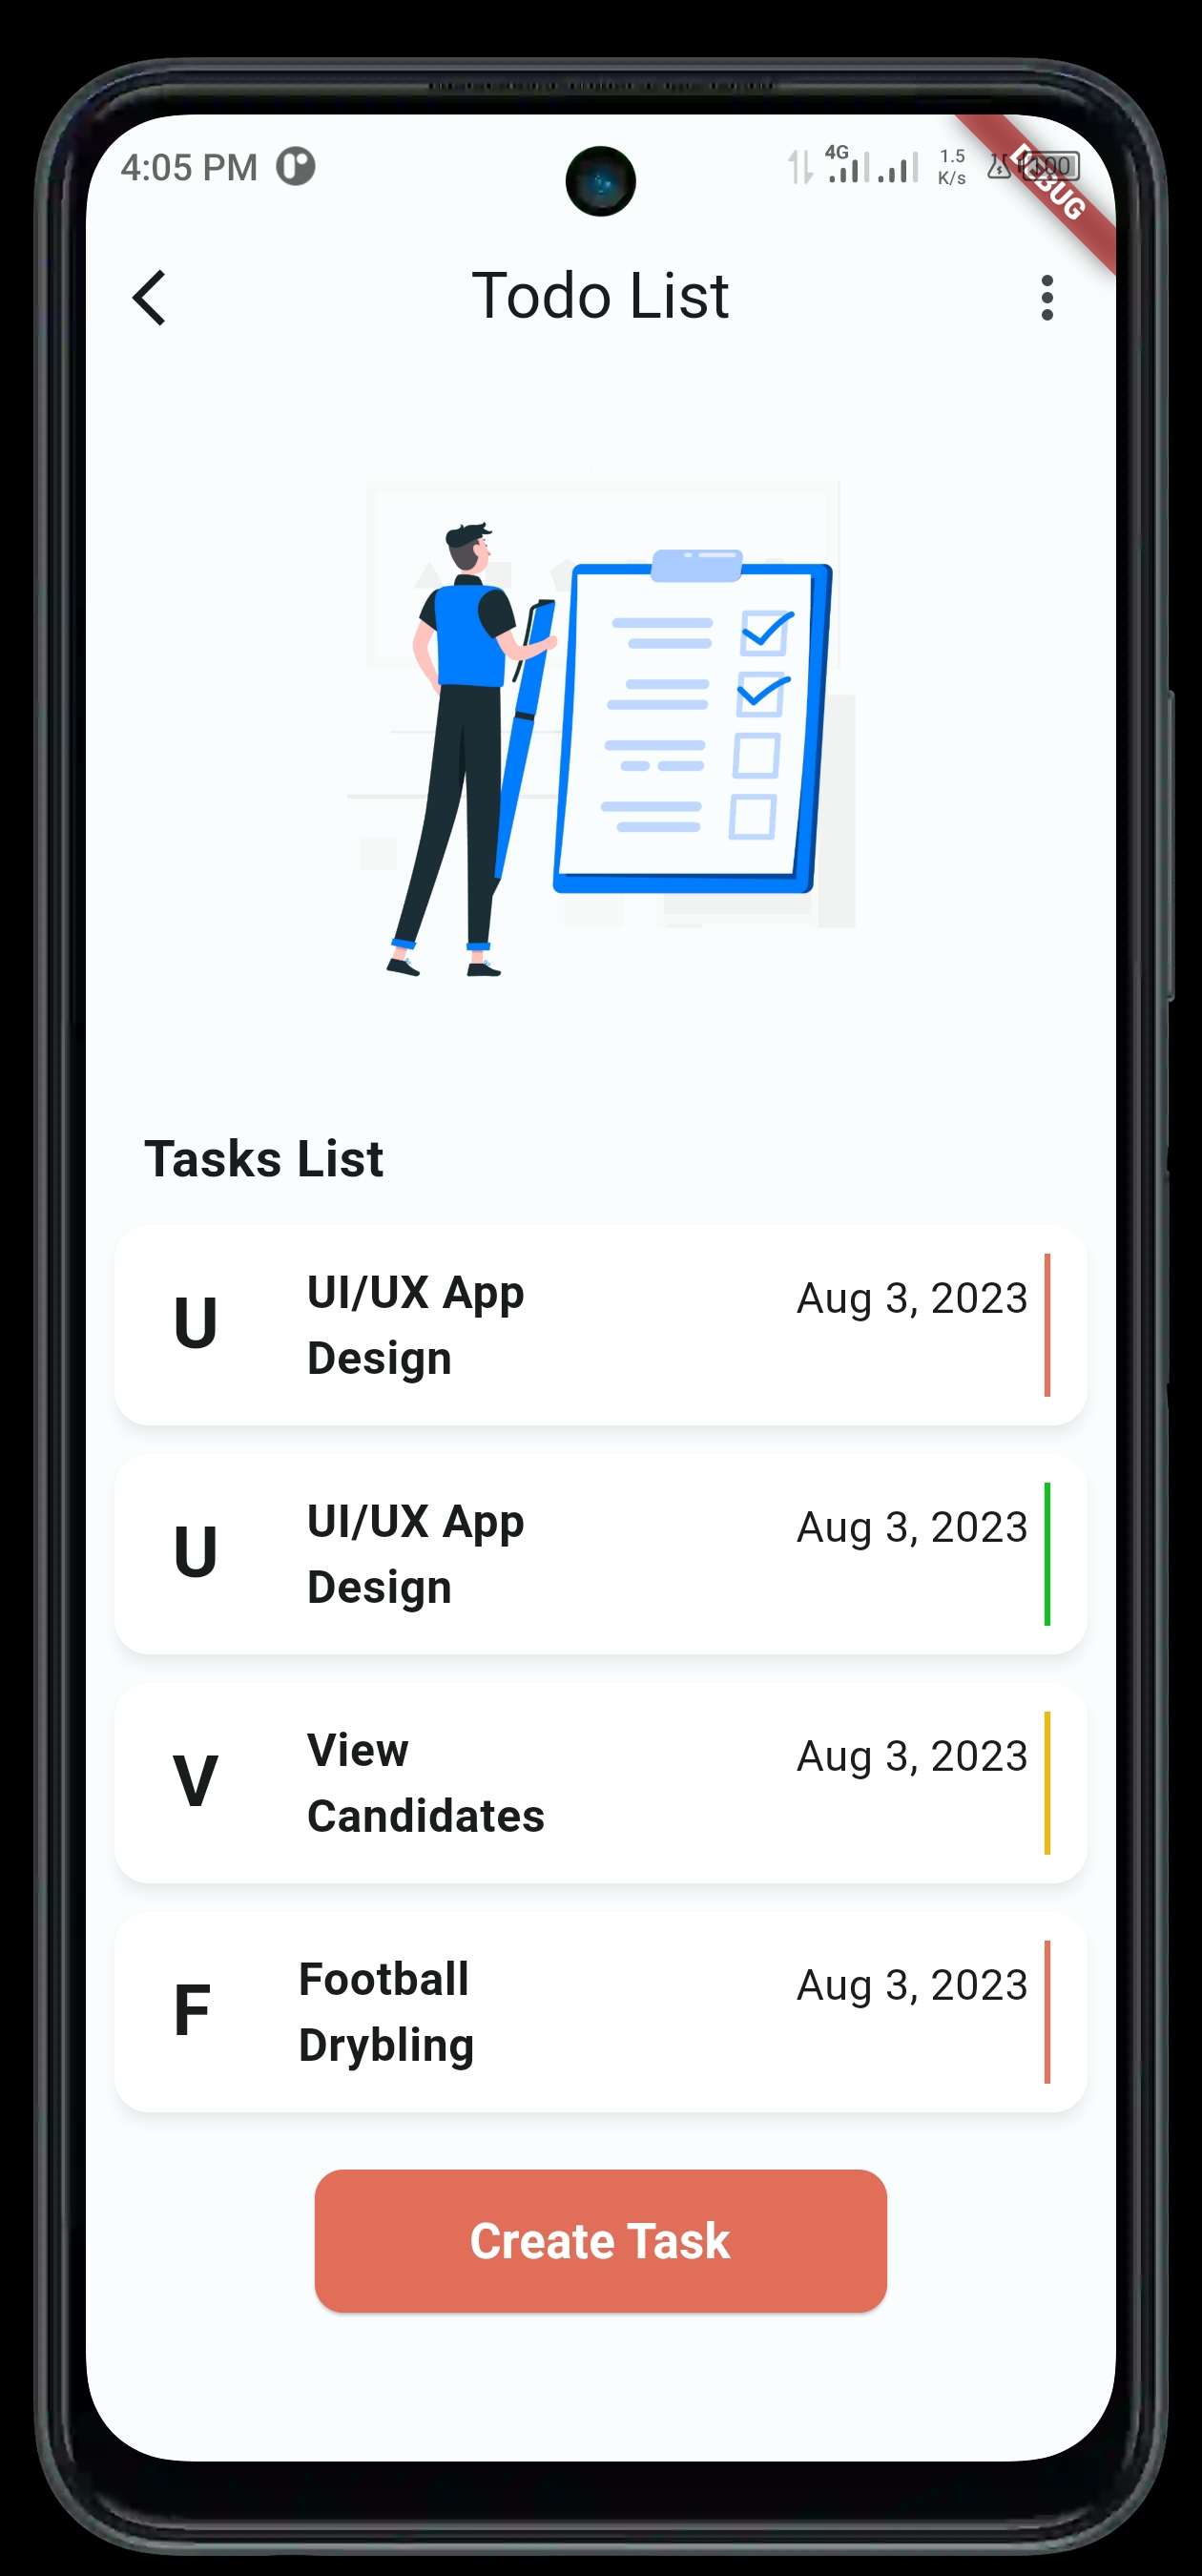 4:05 PM
4G
1.5
K/s
100
DEBUG
Todo List
Tasks List
U
UI/UX App
Design
Aug 3, 2023
U
UI/UX App
Design
Aug 3, 2023
V
View
Candidates
Aug 3, 2023
F
Football
Drybling
Aug 3, 2023
Create Task